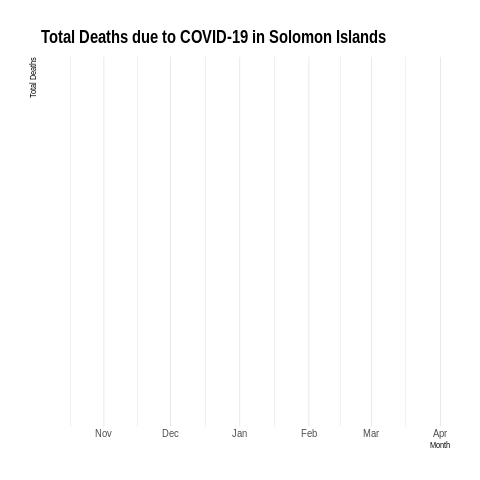 Total Deaths due to COVID-19 in Solomon Islands
Total Deaths
Nov Dec Jan Feb Mar Apr
Month